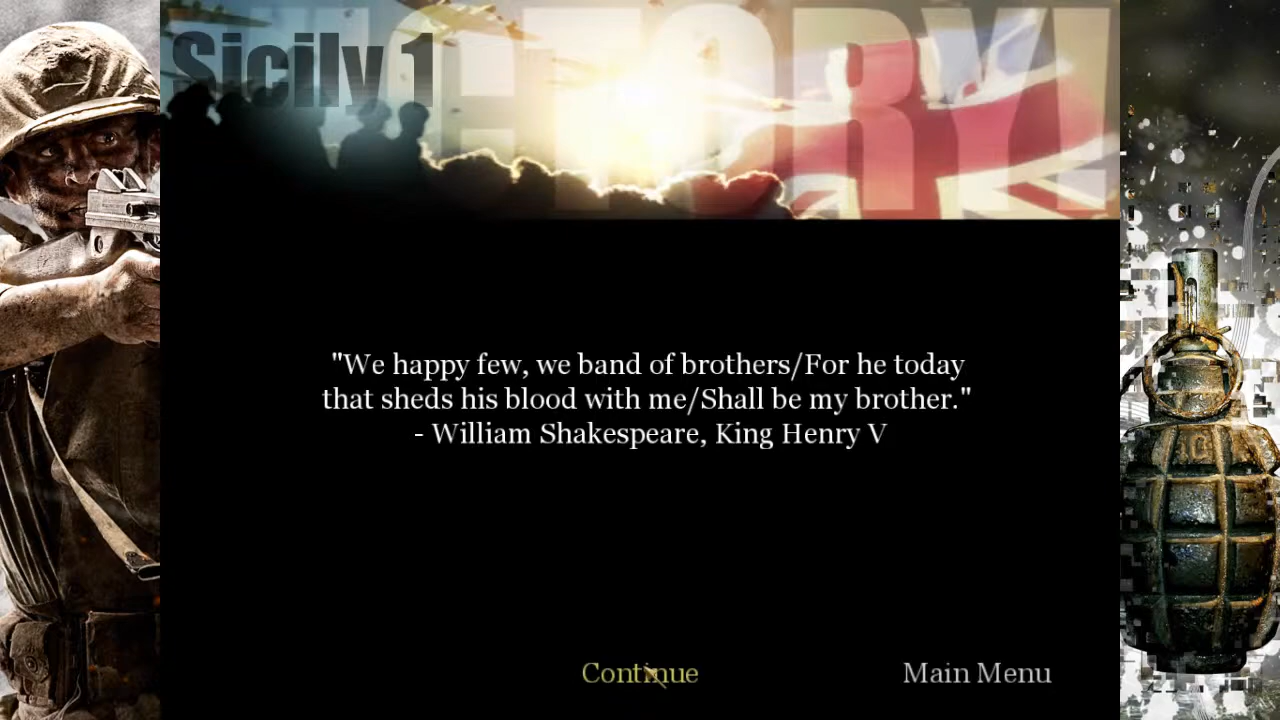 VICTORY!
Sicily 1
"We happy few, we band of brothers/For he today
that sheds his blood with me/Shall be my brother."
- William Shakespeare, King Henry V
Continue
Main Menu